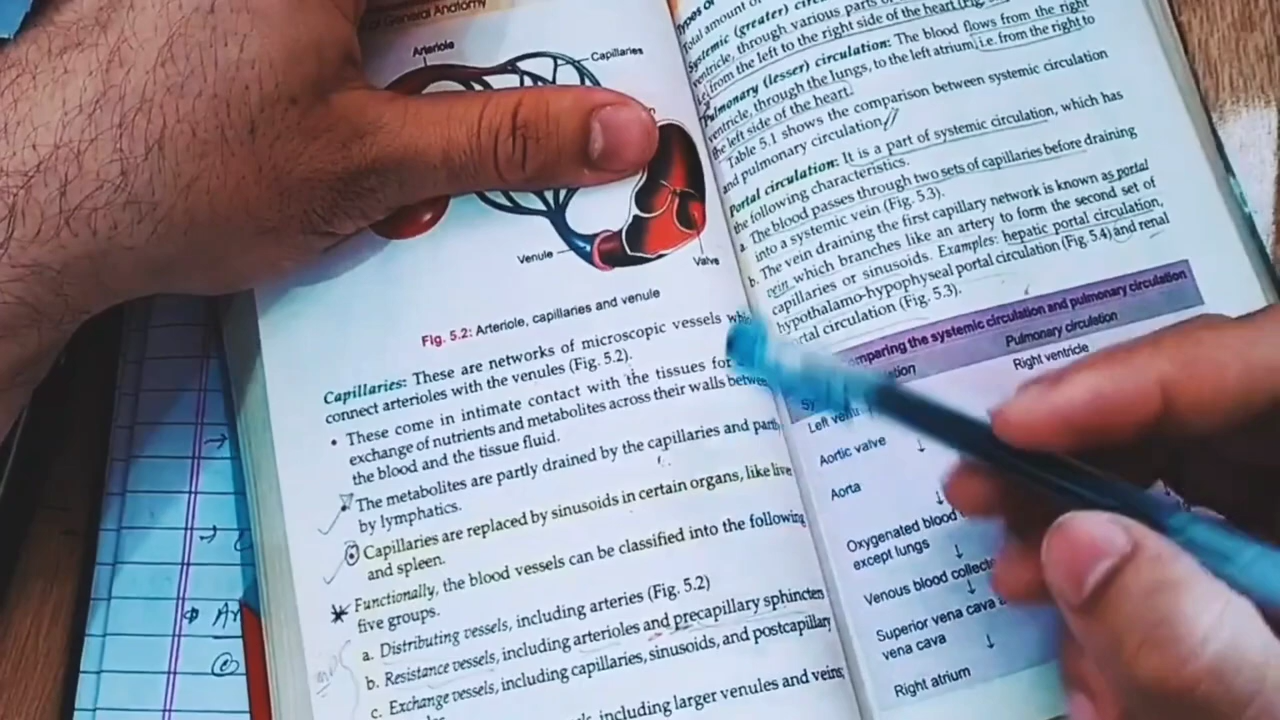 of General Anatomy
Arteriole
Capillaries
Venule
Valve
Fig. 5.2: Arteriole, capillaries and venule
Capillaries: These are networks of microscopic vessels
connect arterioles with the venules (Fig. 5.2).
• These come in intimate contact with the tissues for
exchange of nutrients and metabolites across their walls
the blood and the tissue fluid.
The metabolites are partly drained by the capillaries and
by lymphatics.
Capillaries are replaced by sinusoids in certain organs, like
and spleen.
Functionally, the blood vessels can be classified into the following
five groups.
a. Distributing vessels, including arteries (Fig. 5.2)
b. Resistance vessels, including arterioles and precapillary
c. Exchange vessels, including capillaries, sinusoids, and postcapillary
including larger venules and veins,
Total amount of
Systemic (greater)
ventricle, through various parts
from the left to the right side of the heart
Pulmonary (lesser) circulation: The blood flows from the right
ventricle, through the lungs, to the left atrium, i.e. from the right to
the left side of the heart.
Table 5.1 shows the comparison between systemic circulation
and pulmonary circulation
Portal circulation: It is a part of systemic circulation, which has
the following characteristics.
a. The blood passes through two sets of capillaries before draining
into a systemic vein (Fig. 5.3).
b. The vein draining the first capillary network is known as portal
vein which branches like an artery to form the second set of
capillaries or sinusoids. Examples: hepatic portal circulation,
hypothalamo-hypophyseal portal circulation (Fig. 5.4) and renal
portal circulation (Fig. 5.3).
comparing the systemic circulation and pulmonary circulation
Pulmonary circulation
Right ventricle
Left
Aortic valve
↓
Aorta
↓
Oxygenated blood
except lungs
↓
Venous blood
↓
Superior vena cava
vena cava
↓
Right atrium